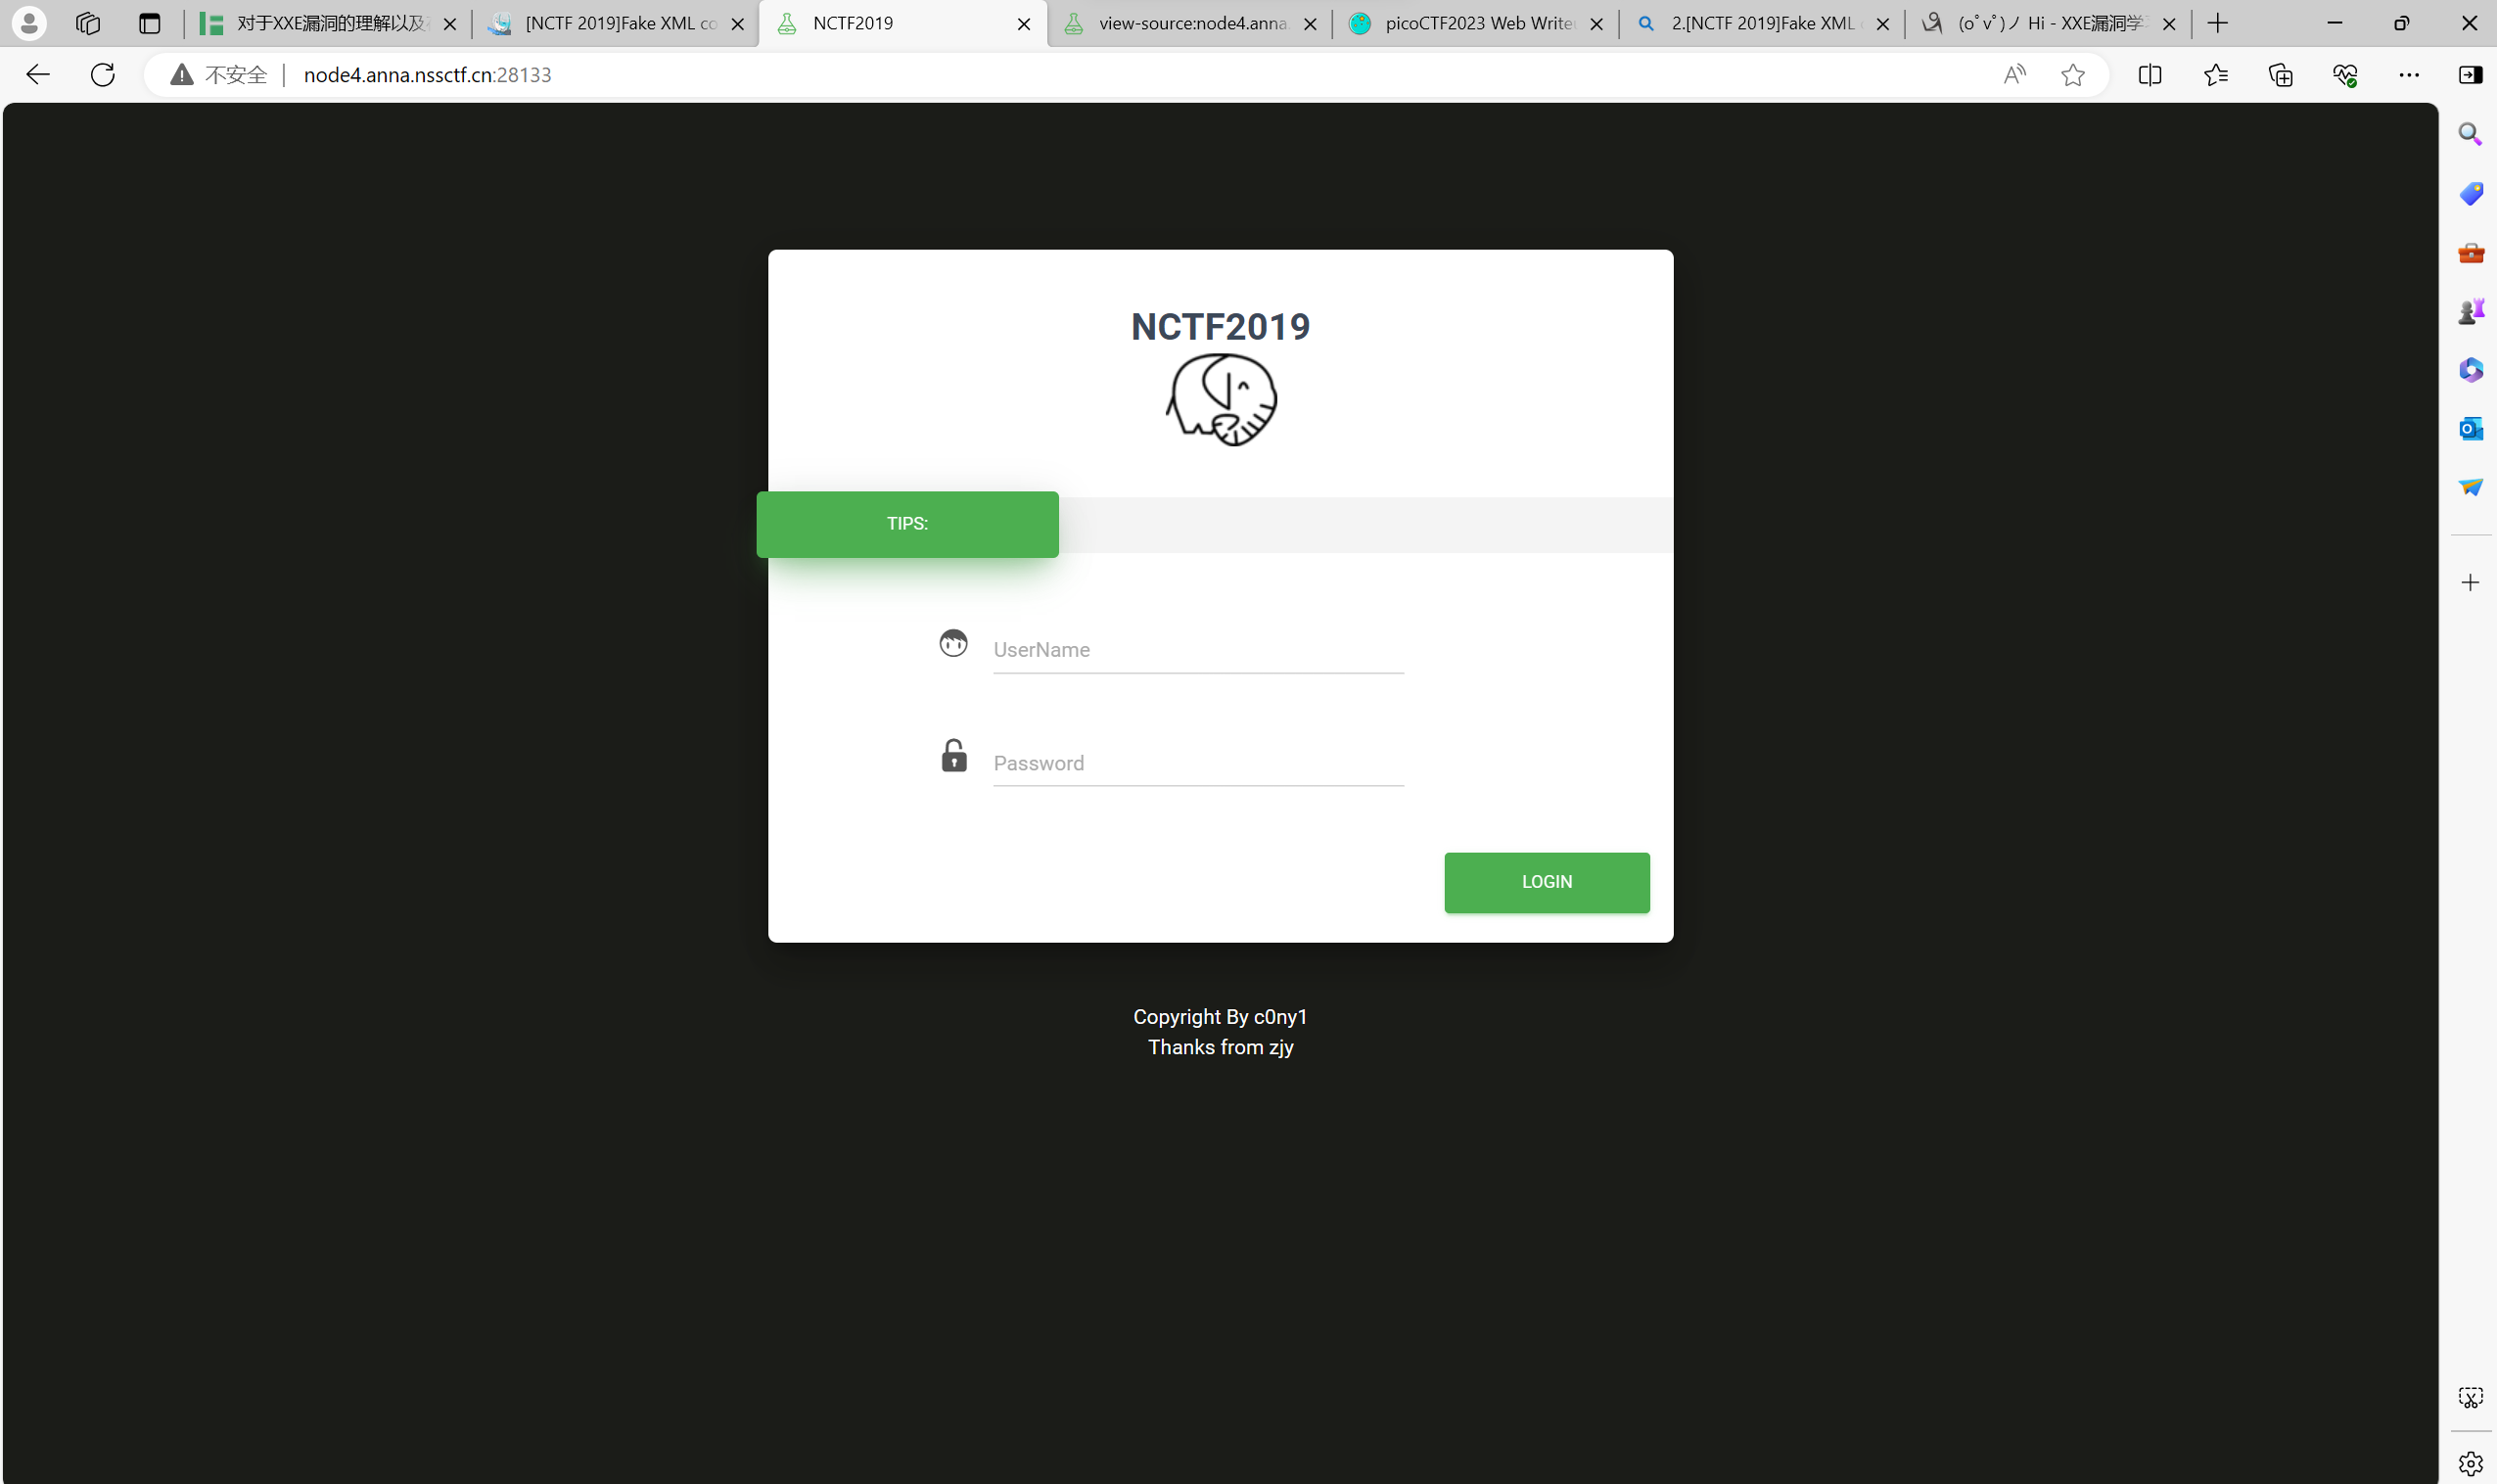 对于XXE漏洞的理解以及
[NCTF 2019]Fake XML co
NCTF2019
view-source:node4.anna.
picoCTF2023 Web Write
2.[NCTF 2019]Fake XML
(oﾟvﾟ)ノ Hi - XXE漏洞学
不安全
node4.anna.nssctf.cn:28133
NCTF2019
TIPS:
UserName
Password
LOGIN
Copyright By c0ny1
Thanks from zjy